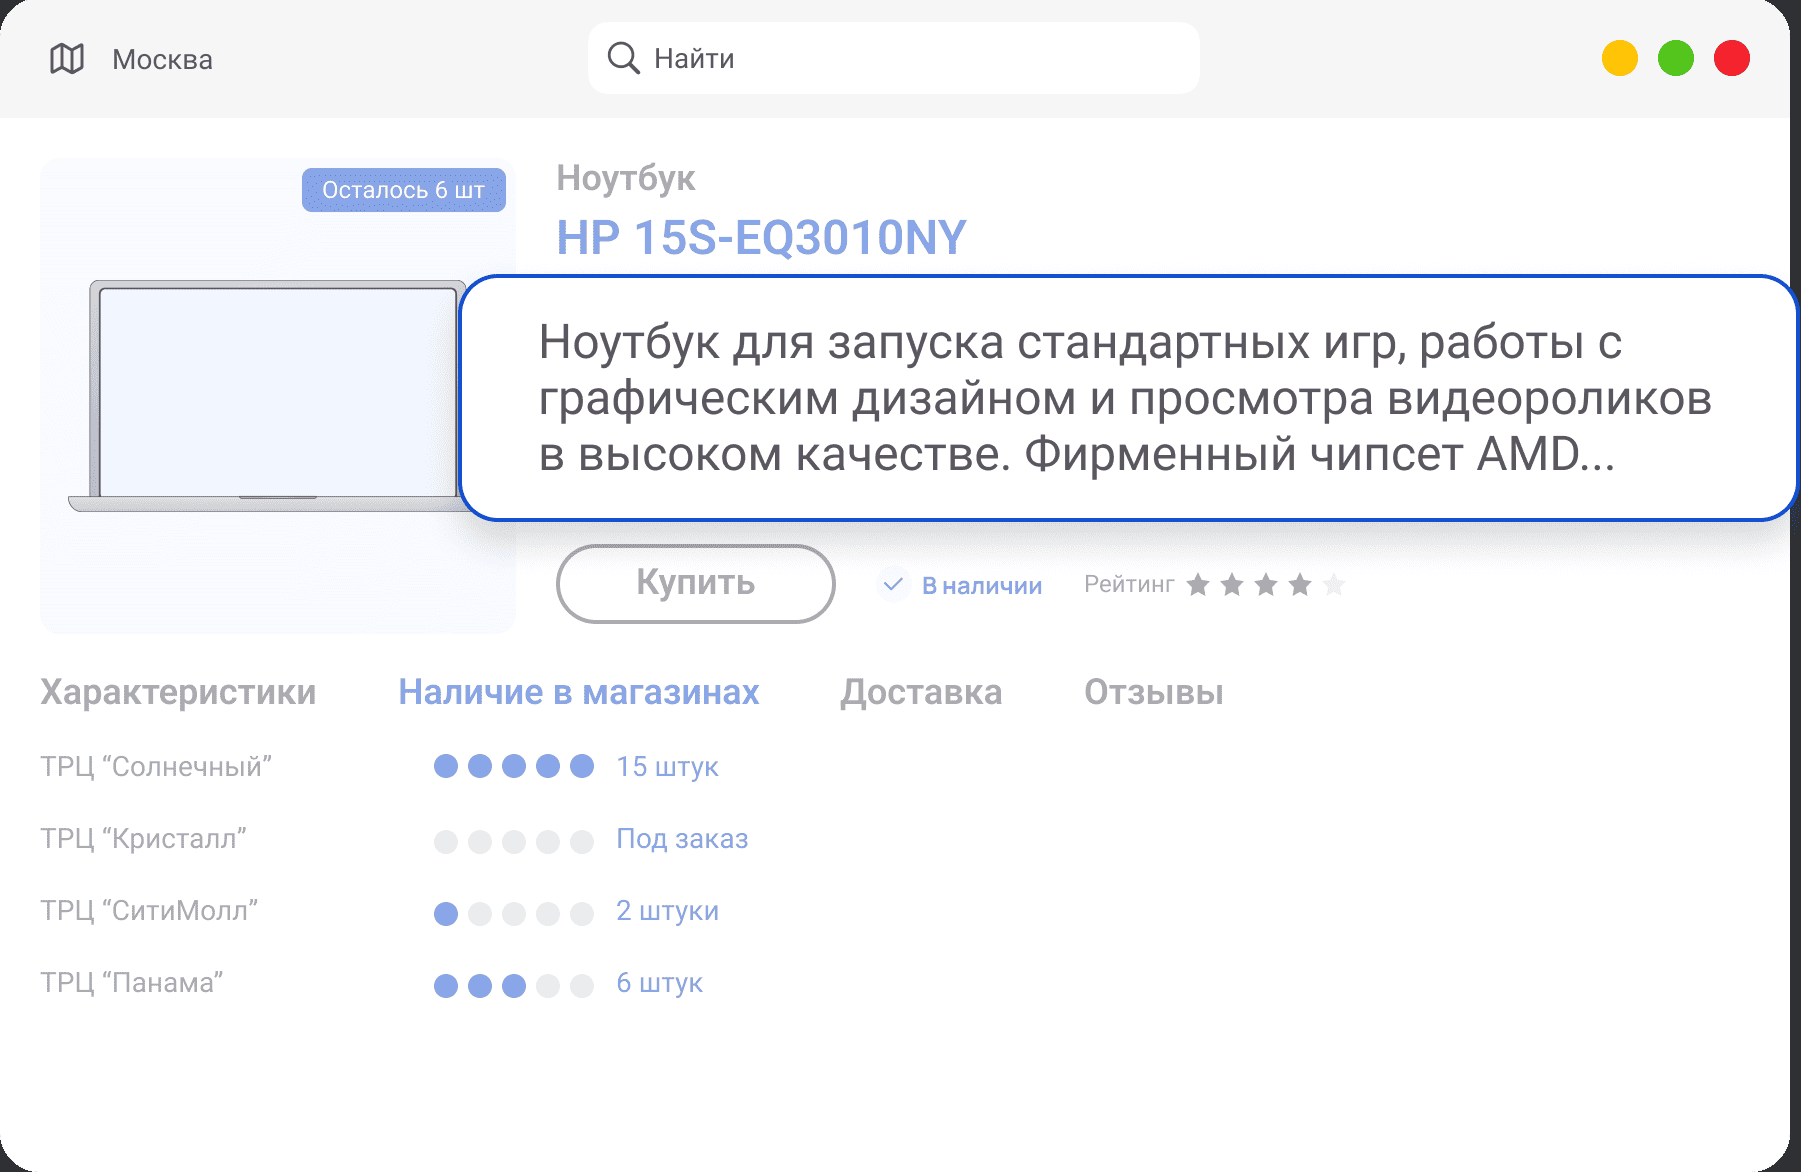 Москва
Найти
Осталось 6 шт
Ноутбук
HP 15S-EQ3010NY
Ноутбук для запуска стандартных игр, работы с
графическим дизайном и просмотра видеороликов
в высоком качестве. Фирменный чипсет AMD...
Купить
В наличии
Рейтинг
Характеристики
Наличие в магазинах
Доставка
Отзывы
ТРЦ “Солнечный”
15 штук
ТРЦ “Кристалл”
Под заказ
ТРЦ “СитиМолл”
2 штуки
ТРЦ “Панама”
6 штук